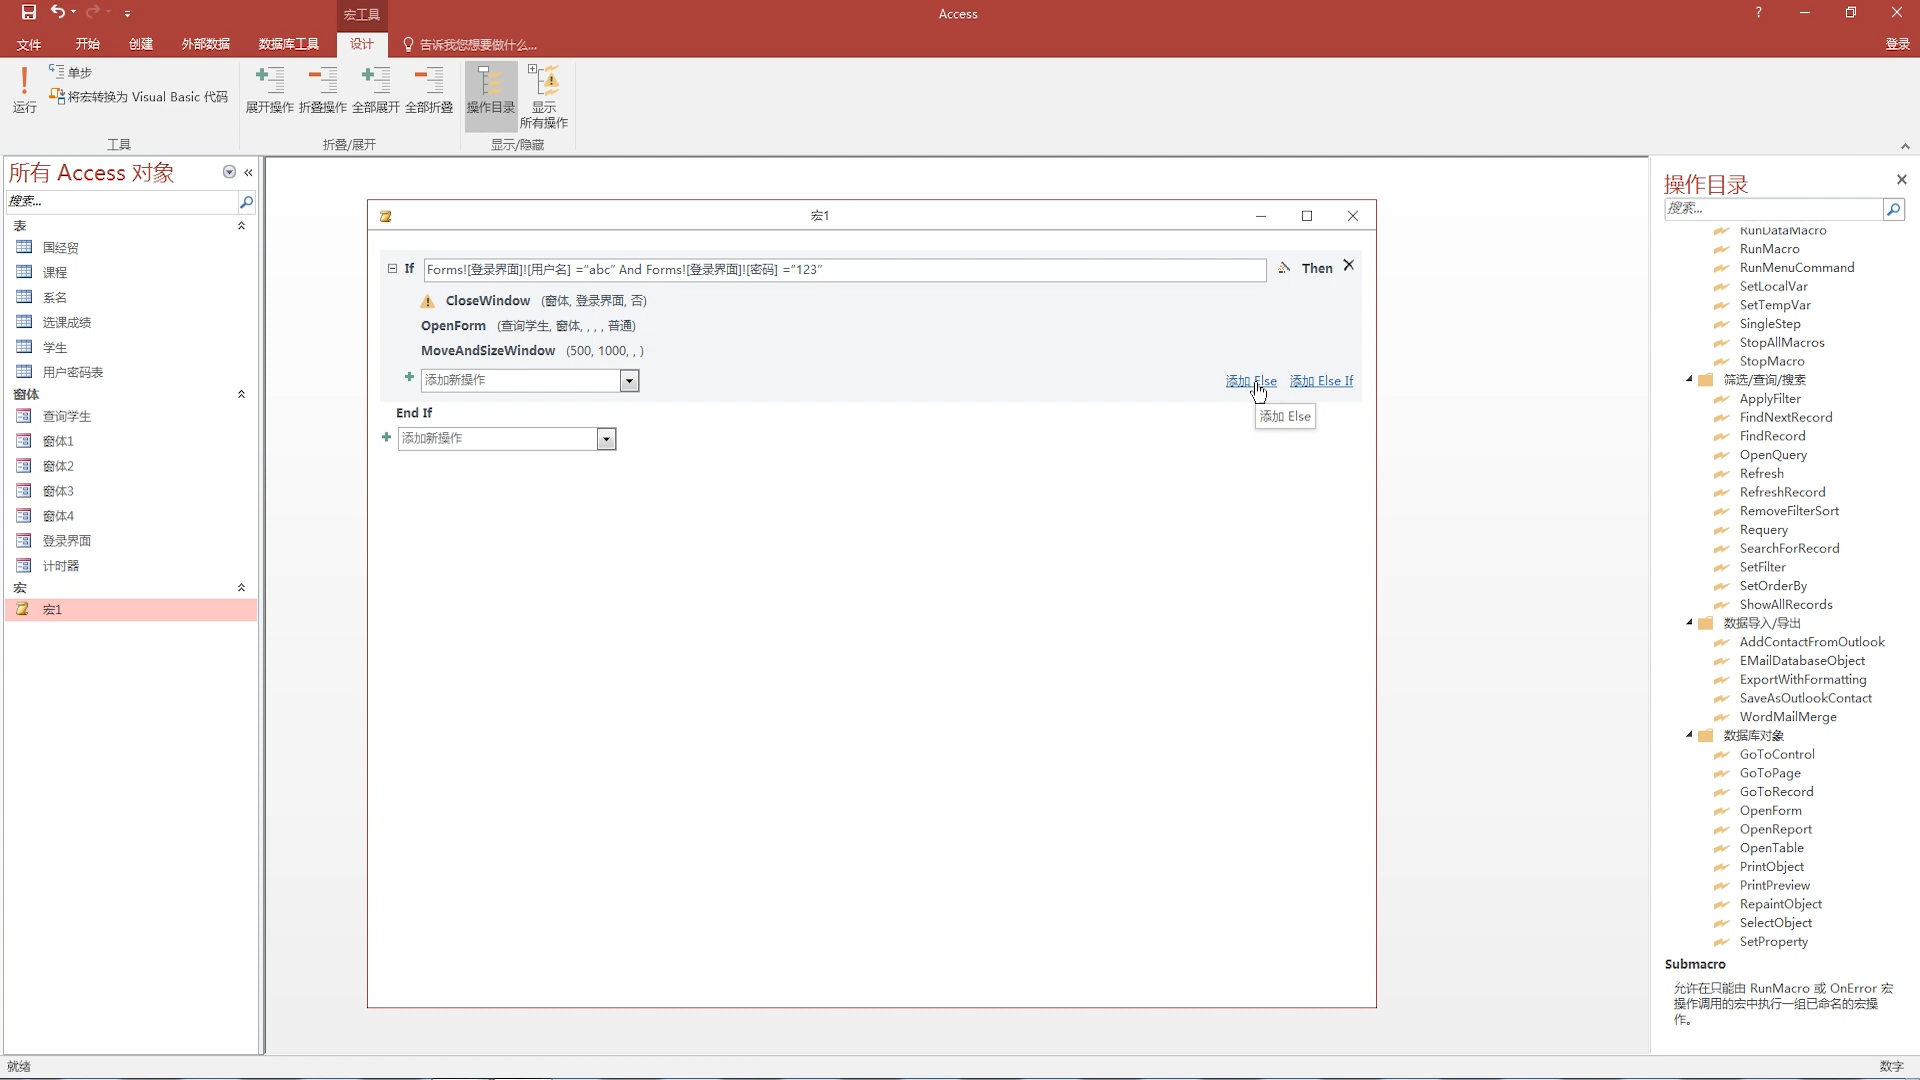 宏工具
Access
?
文件
开始
创建
外部数据
数据库工具
设计
告诉我您想要做什么...
登录
运行
单步
将宏转换为 Visual Basic 代码
工具
展开操作
折叠操作
全部展开
全部折叠
折叠/展开
操作目录
显示
所有操作
显示/隐藏
所有 Access 对象
搜索...
表
国经贸
课程
系名
选课成绩
学生
用户密码表
窗体
查询学生
窗体1
窗体2
窗体3
窗体4
登录界面
计时器
宏
宏1
宏1
If Forms![登录界面]![用户名] ="abc" And Forms![登录界面]![密码] ="123" Then
CloseWindow (窗体, 登录界面, 否)
OpenForm (查询学生, 窗体, , , , 普通)
MoveAndSizeWindow (500, 1000, , )
添加新操作
添加 Else 添加 Else If
添加 Else
End If
添加新操作
操作目录
搜索...
RunDataMacro
RunMacro
RunMenuCommand
SetLocalVar
SetTempVar
SingleStep
StopAllMacros
StopMacro
筛选/查询/搜索
ApplyFilter
FindNextRecord
FindRecord
OpenQuery
Refresh
RefreshRecord
RemoveFilterSort
Requery
SearchForRecord
SetFilter
SetOrderBy
ShowAllRecords
数据导入/导出
AddContactFromOutlook
EMailDatabaseObject
ExportWithFormatting
SaveAsOutlookContact
WordMailMerge
数据库对象
GoToControl
GoToPage
GoToRecord
OpenForm
OpenReport
OpenTable
PrintObject
PrintPreview
RepaintObject
SelectObject
SetProperty
Submacro
允许在只能由 RunMacro 或 OnError 宏
操作调用的宏中执行一组已命名的宏操
作。
就绪
数字